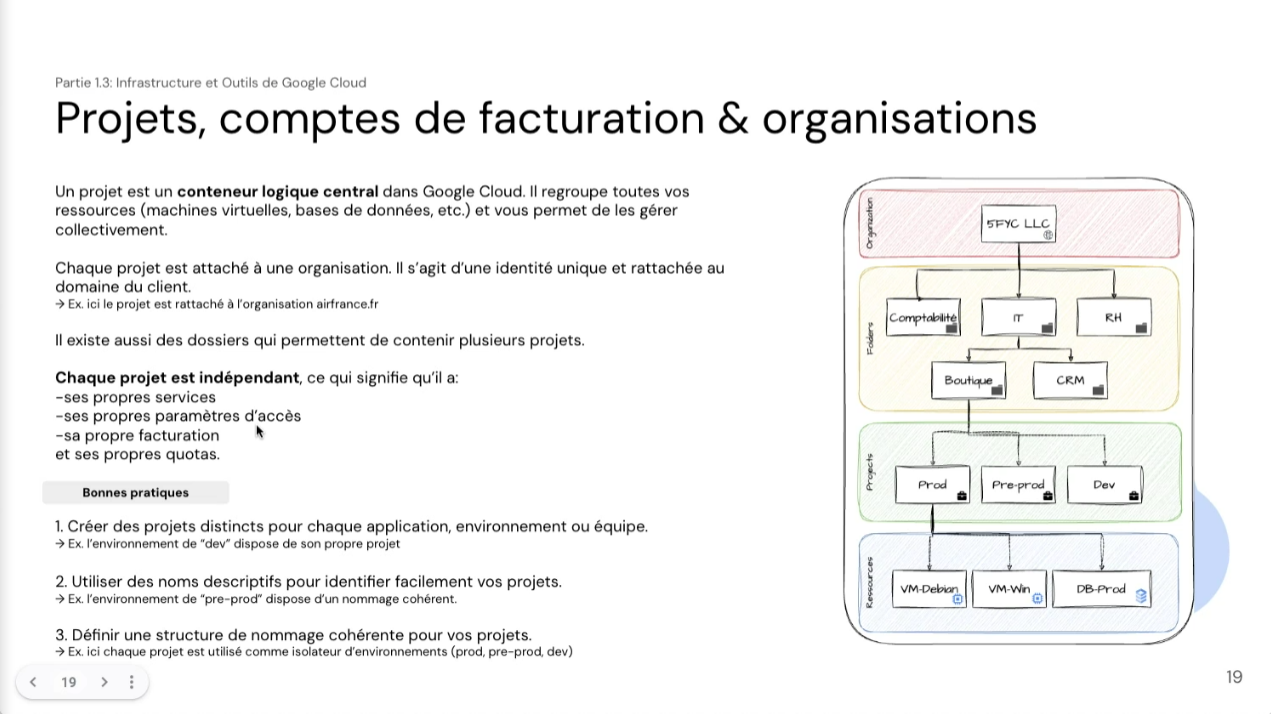 Partie 1.3: Infrastructure et Outils de Google Cloud
Projets, comptes de facturation & organisations
Un projet est un conteneur logique central dans Google Cloud. Il regroupe toutes vos
ressources (machines virtuelles, bases de données, etc.) et vous permet de les gérer
collectivement.
Chaque projet est attaché à une organisation. Il s'agit d'une identité unique et rattachée au
domaine du client.
→ Ex. ici le projet est rattaché à l'organisation airfrance.fr
Il existe aussi des dossiers qui permettent de contenir plusieurs projets.
Chaque projet est indépendant, ce qui signifie qu'il a:
-ses propres services
-ses propres paramètres d'accès
-sa propre facturation
et ses propres quotas.
Bonnes pratiques
1. Créer des projets distincts pour chaque application, environnement ou équipe.
→ Ex. l'environnement de "dev" dispose de son propre projet
2. Utiliser des noms descriptifs pour identifier facilement vos projets.
→ Ex. l'environnement de "pre-prod" dispose d'un nommage cohérent.
3. Définir une structure de nommage cohérente pour vos projets.
→ Ex. ici chaque projet est utilisé comme isolateur d'environnements (prod, pre-prod, dev)
Organization
5FYC LLC
Folders
Comptabilité
IT
RH
Boutique
CRM
Projects
Prod
Pre-prod
Dev
Ressources
VM-Debian
VM-Win
DB-Prod
19
19